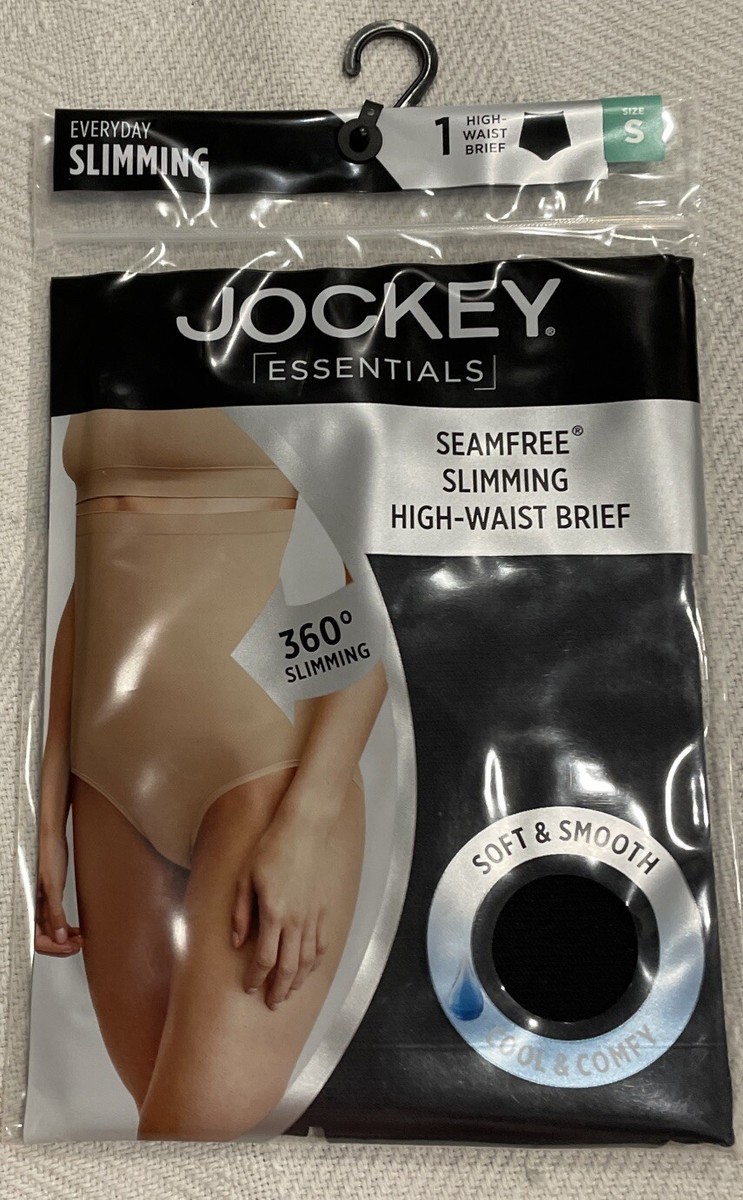 EVERYDAY
SLIMMING
1
HIGH-
WAIST
BRIEF
SIZE
S
JOCKEY®
ESSENTIALS
SEAMFREE®
SLIMMING
HIGH-WAIST BRIEF
360°
SLIMMING
SOFT & SMOOTH
COOL & COMFY